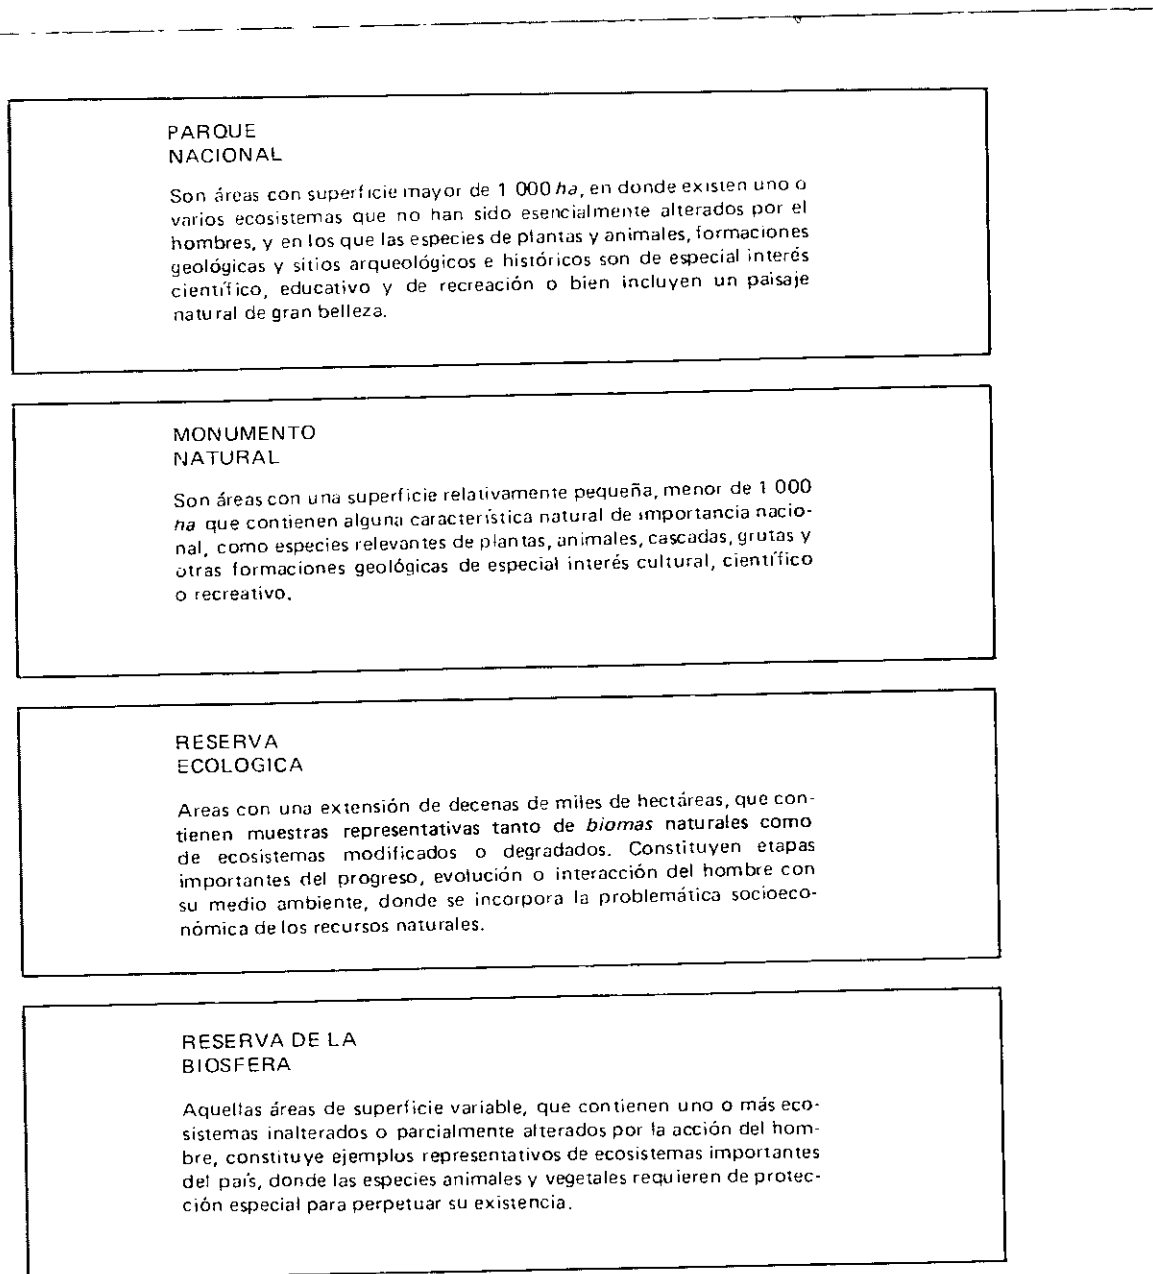 PARQUE
NACIONAL
Son áreas con superficie mayor de 1 000 ha, en donde existen uno o
varios ecosistemas que no han sido esencialmente alterados por el
hombres, y en los que las especies de plantas y animales, formaciones
geológicas y sitios arqueológicos e históricos son de especial interés
científico, educativo y de recreación o bien incluyen un paisaje
natural de gran belleza.
MONUMENTO
NATURAL
Son áreas con una superficie relativamente pequeña, menor de 1 000
ha que contienen alguna característica natural de importancia nacio-
nal, como especies relevantes de plantas, animales, cascadas, grutas y
otras formaciones geológicas de especial interés cultural, científico
o recreativo.
RESERVA
ECOLOGICA
Areas con una extensión de decenas de miles de hectáreas, que con-
tienen muestras representativas tanto de biomas naturales como
de ecosistemas modificados o degradados. Constituyen etapas
importantes del progreso, evolución o interacción del hombre con
su medio ambiente, donde se incorpora la problemática socioeco-
nómica de los recursos naturales.
RESERVA DE LA
BIOSFERA
Aquellas áreas de superficie variable, que contienen uno o más eco-
sistemas inalterados o parcialmente alterados por la acción del hom-
bre, constituye ejemplos representativos de ecosistemas importantes
del país, donde las especies animales y vegetales requieren de protec-
ción especial para perpetuar su existencia.